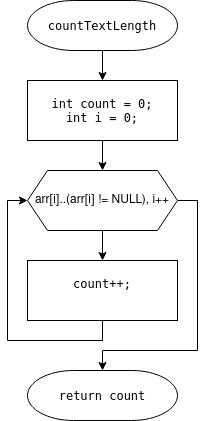 countTextLength
int count = 0;
int i = 0;
arr[i]..(arr[i] != NULL), i++
count++;
return count